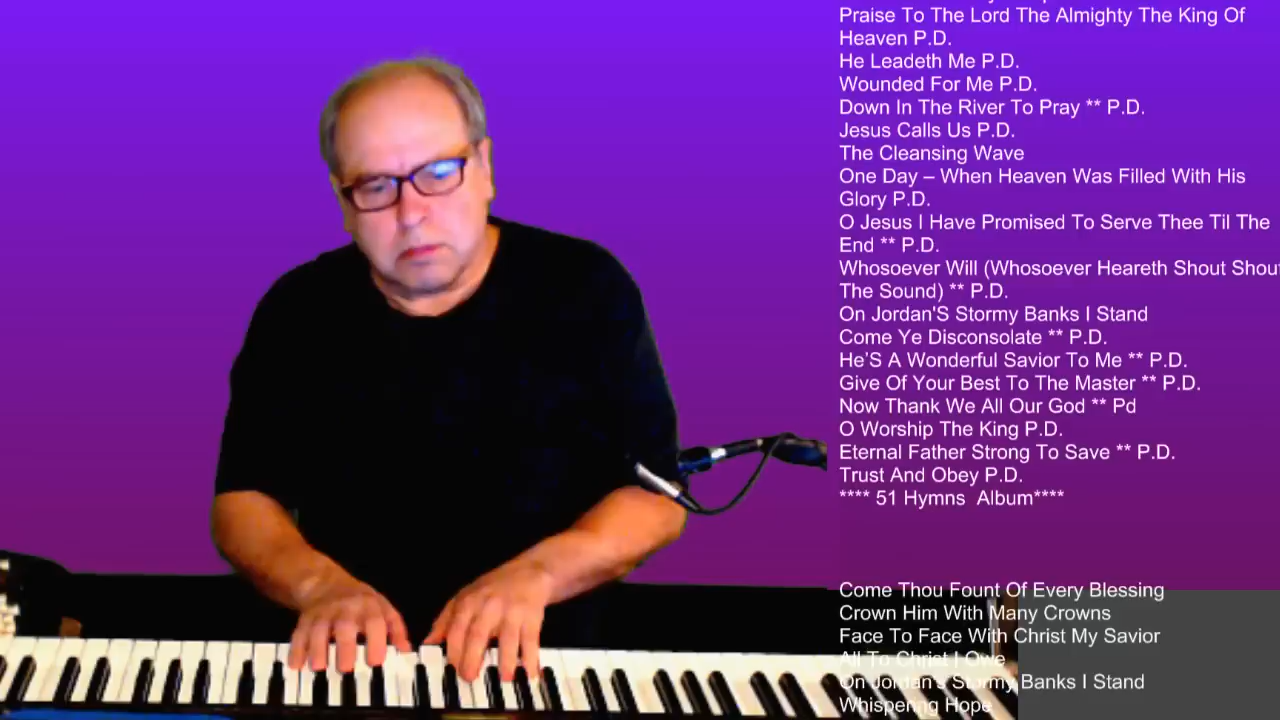 Praise To The Lord The Almighty The King Of
Heaven P.D.
He Leadeth Me P.D.
Wounded For Me P.D.
Down In The River To Pray ** P.D.
Jesus Calls Us P.D.
The Cleansing Wave
One Day – When Heaven Was Filled With His
Glory P.D.
O Jesus I Have Promised To Serve Thee Til The
End ** P.D.
Whosoever Will (Whosoever Heareth Shout Shou
The Sound) ** P.D.
On Jordan'S Stormy Banks I Stand
Come Ye Disconsolate ** P.D.
He’S A Wonderful Savior To Me ** P.D.
Give Of Your Best To The Master ** P.D.
Now Thank We All Our God ** Pd
O Worship The King P.D.
Eternal Father Strong To Save ** P.D.
Trust And Obey P.D.
**** 51 Hymns Album****
Come Thou Fount Of Every Blessing
Crown Him With Many Crowns
Face To Face With Christ My Savior
All To Christ I Owe
On Jordan's Stormy Banks I Stand
Whispering Hope